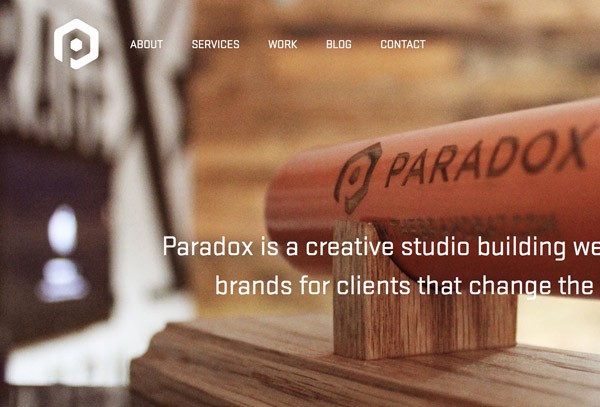 ABOUT SERVICES WORK BLOG CONTACT
PARADOX
Paradox is a creative studio building we
brands for clients that change the